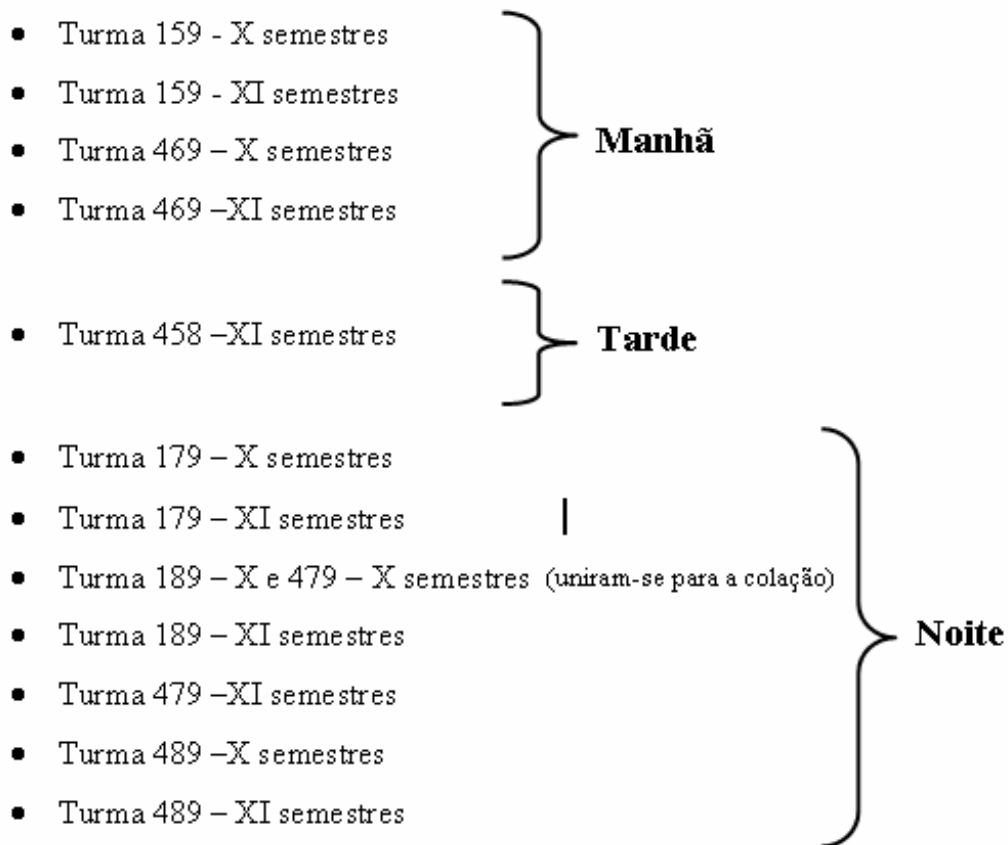 • Turma 159 - X semestres
• Turma 159 - XI semestres
• Turma 469 – X semestres
• Turma 469 –XI semestres
Manhã
• Turma 458 –XI semestres
Tarde
• Turma 179 – X semestres
• Turma 179 – XI semestres
• Turma 189 – X e 479 – X semestres (uniram-se para a colação)
• Turma 189 – XI semestres
• Turma 479 –XI semestres
• Turma 489 –X semestres
• Turma 489 – XI semestres
Noite